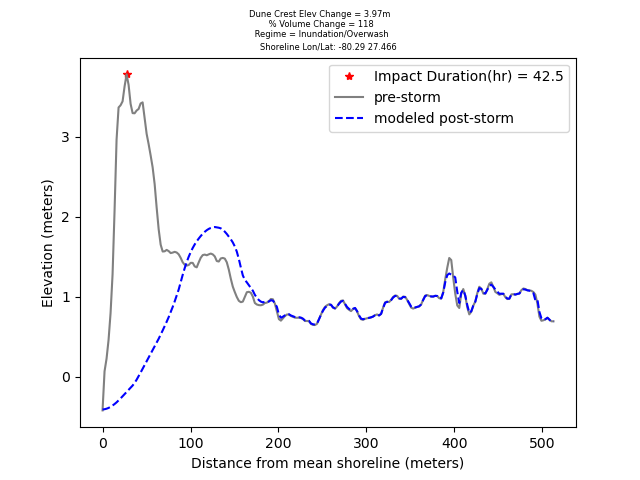 Dune Crest Elev Change = 3.97m
% Volume Change = 118
Regime = Inundation/Overwash
Shoreline Lon/Lat: -80.29 27.466
Impact Duration(hr) = 42.5
pre-storm
modeled post-storm
Elevation (meters)
3
2
1
0
0 100 200 300 400 500
Distance from mean shoreline (meters)